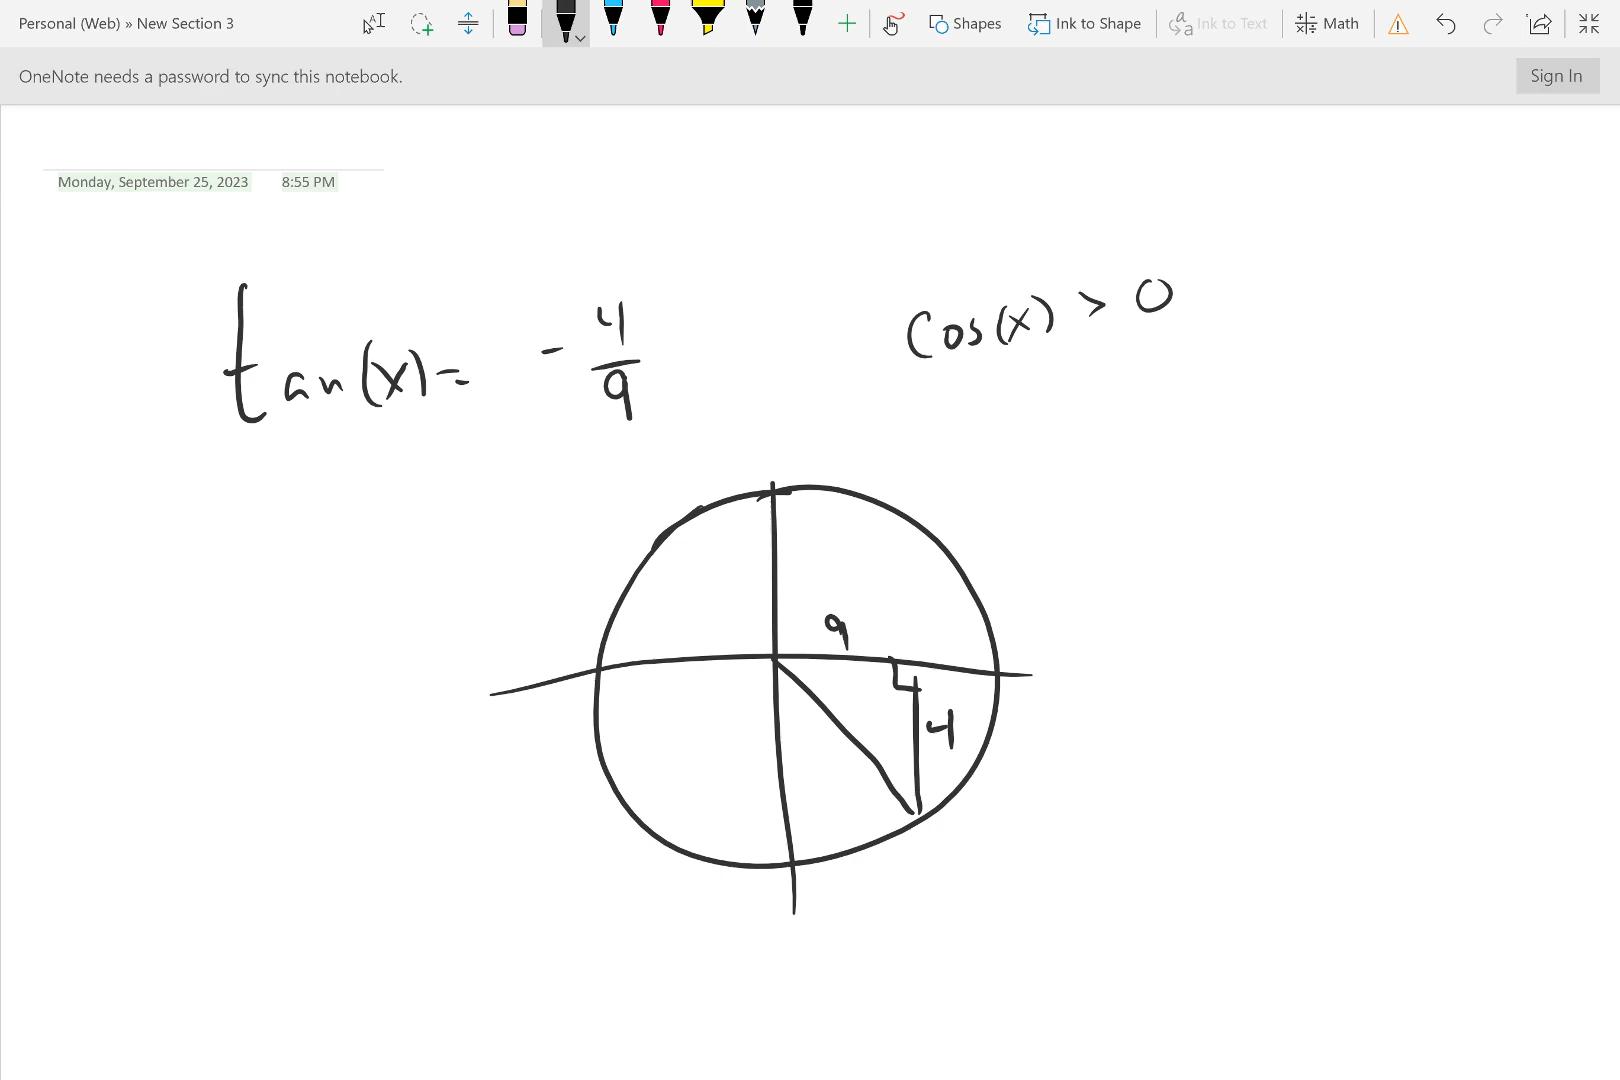 Personal (Web) » New Section 3
Shapes
Ink to Shape
Ink to Text
Math
OneNote needs a password to sync this notebook.
Sign In
Monday, September 25, 2023 8:55 PM
tan(x) = - 4/9
Cos(x) > 0
9
4